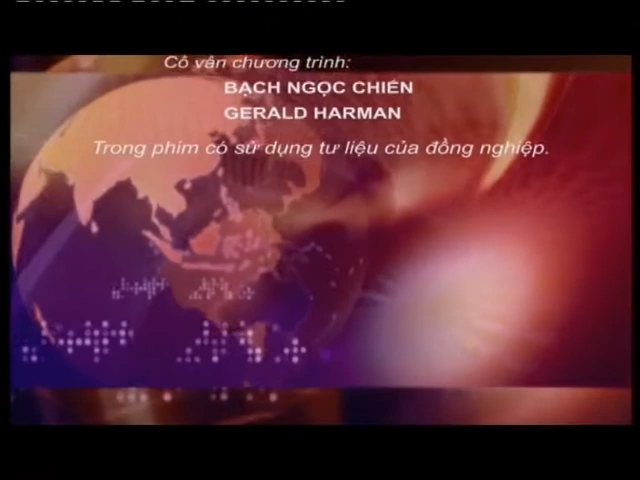 Cố vấn chương trình:
BẠCH NGỌC CHIẾN
GERALD HARMAN
Trong phim có sử dụng tư liệu của đồng nghiệp.